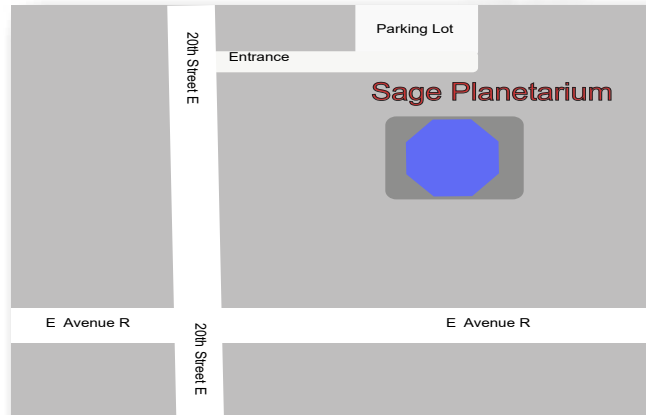 Parking Lot
20th Street E
Entrance
Sage Planetarium
E Avenue R
E Avenue R
20th Street E